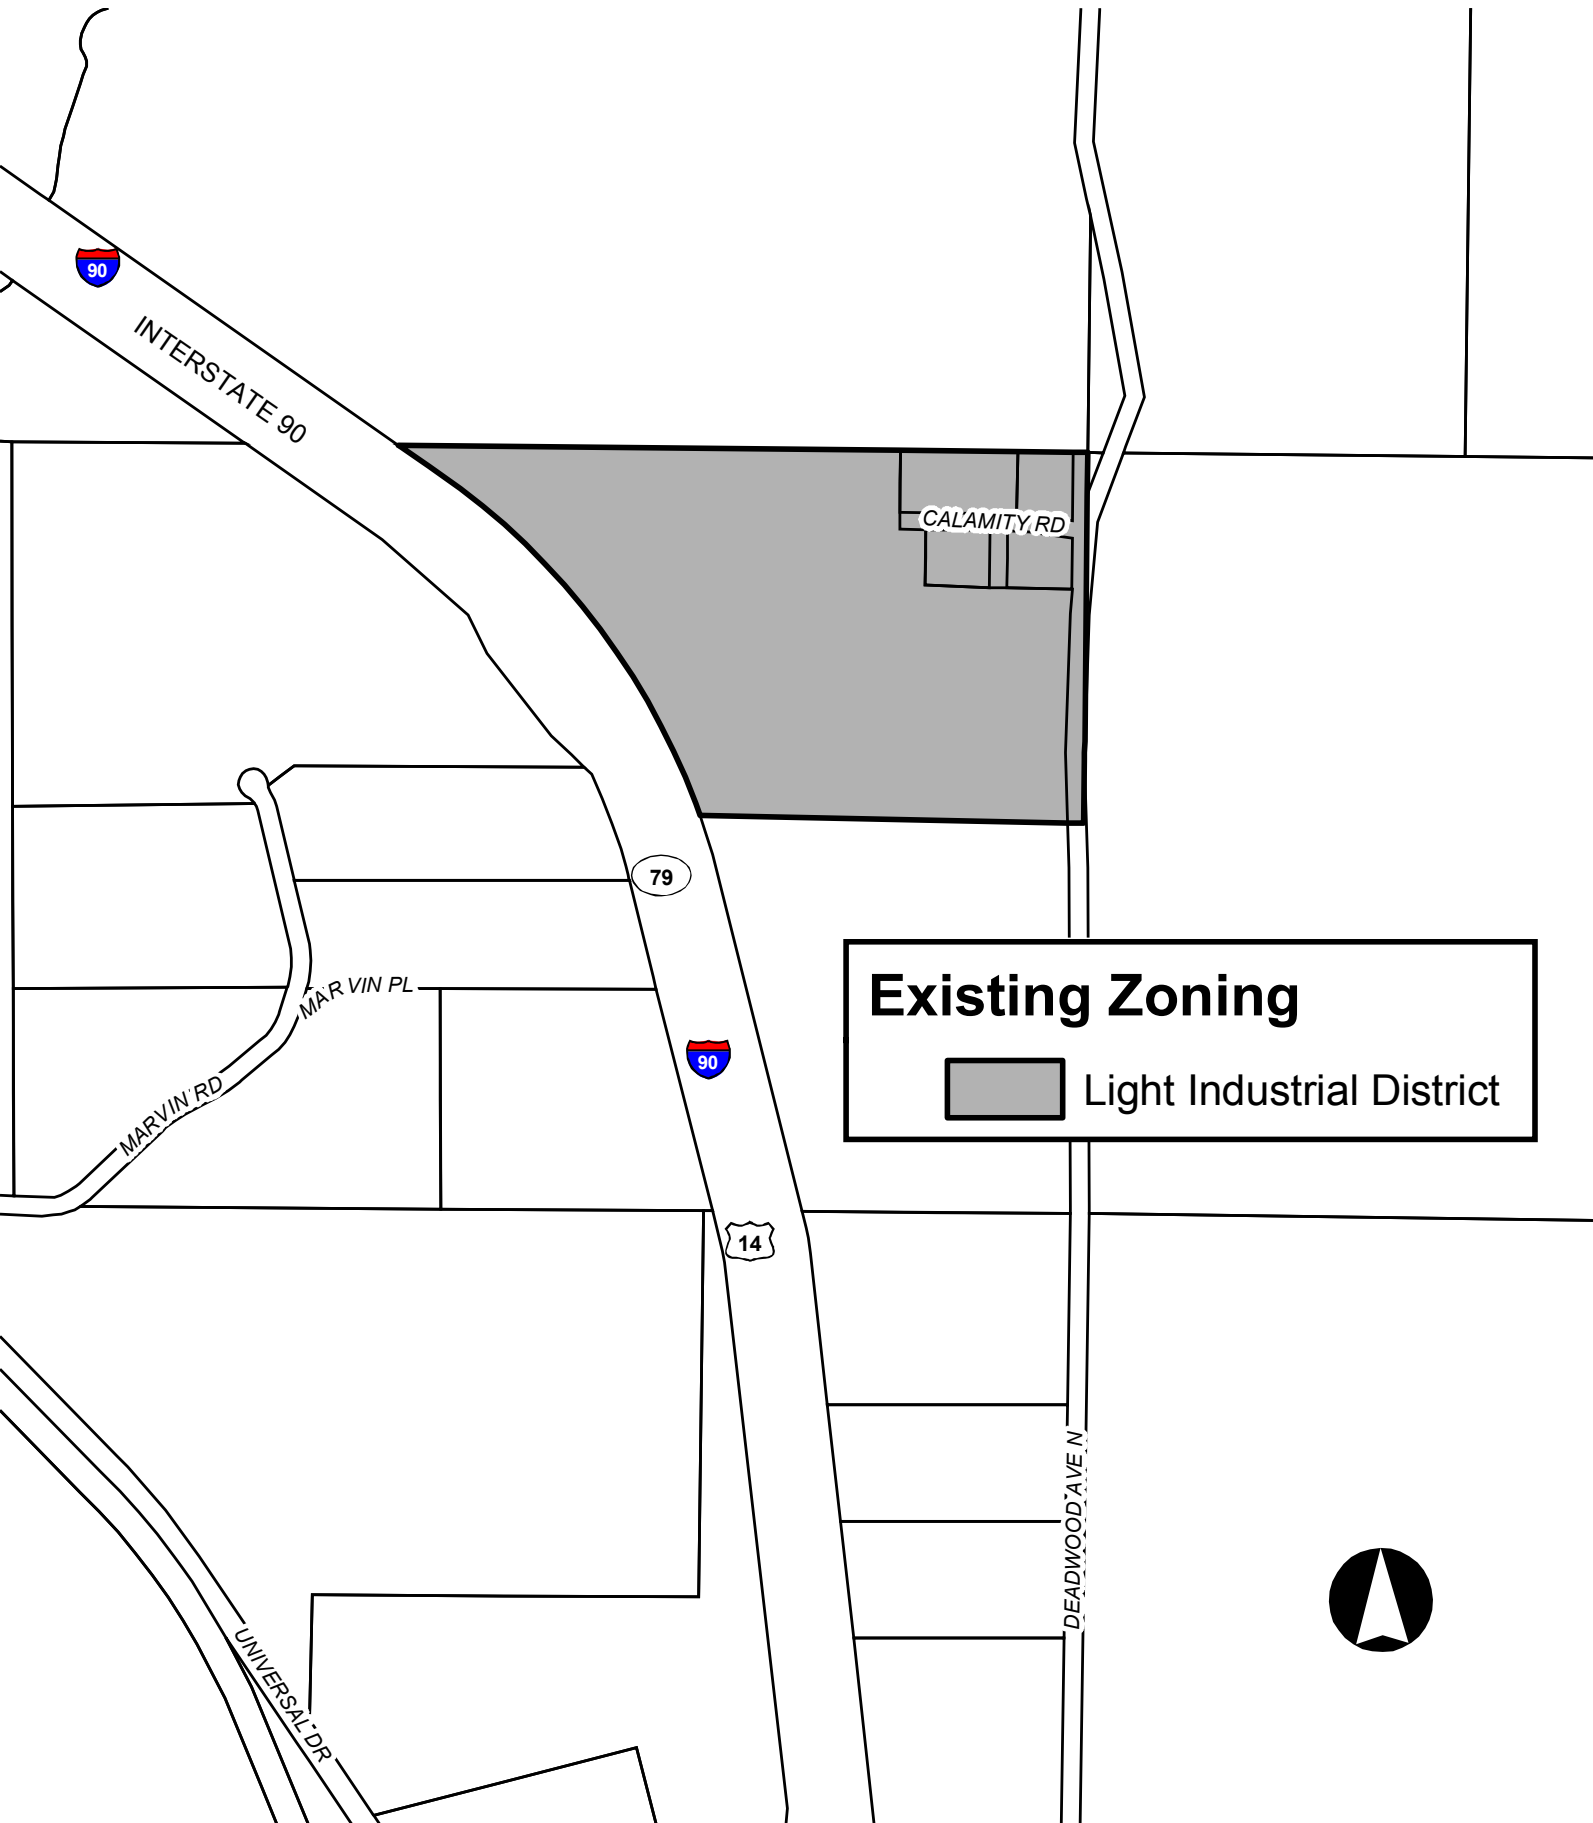 90
INTERSTATE 90
CALAMITY RD
79
Existing Zoning
MARVIN PL
90
Light Industrial District
MARVIN RD
14
DEADWOOD AVE N
UNIVERSAL DR